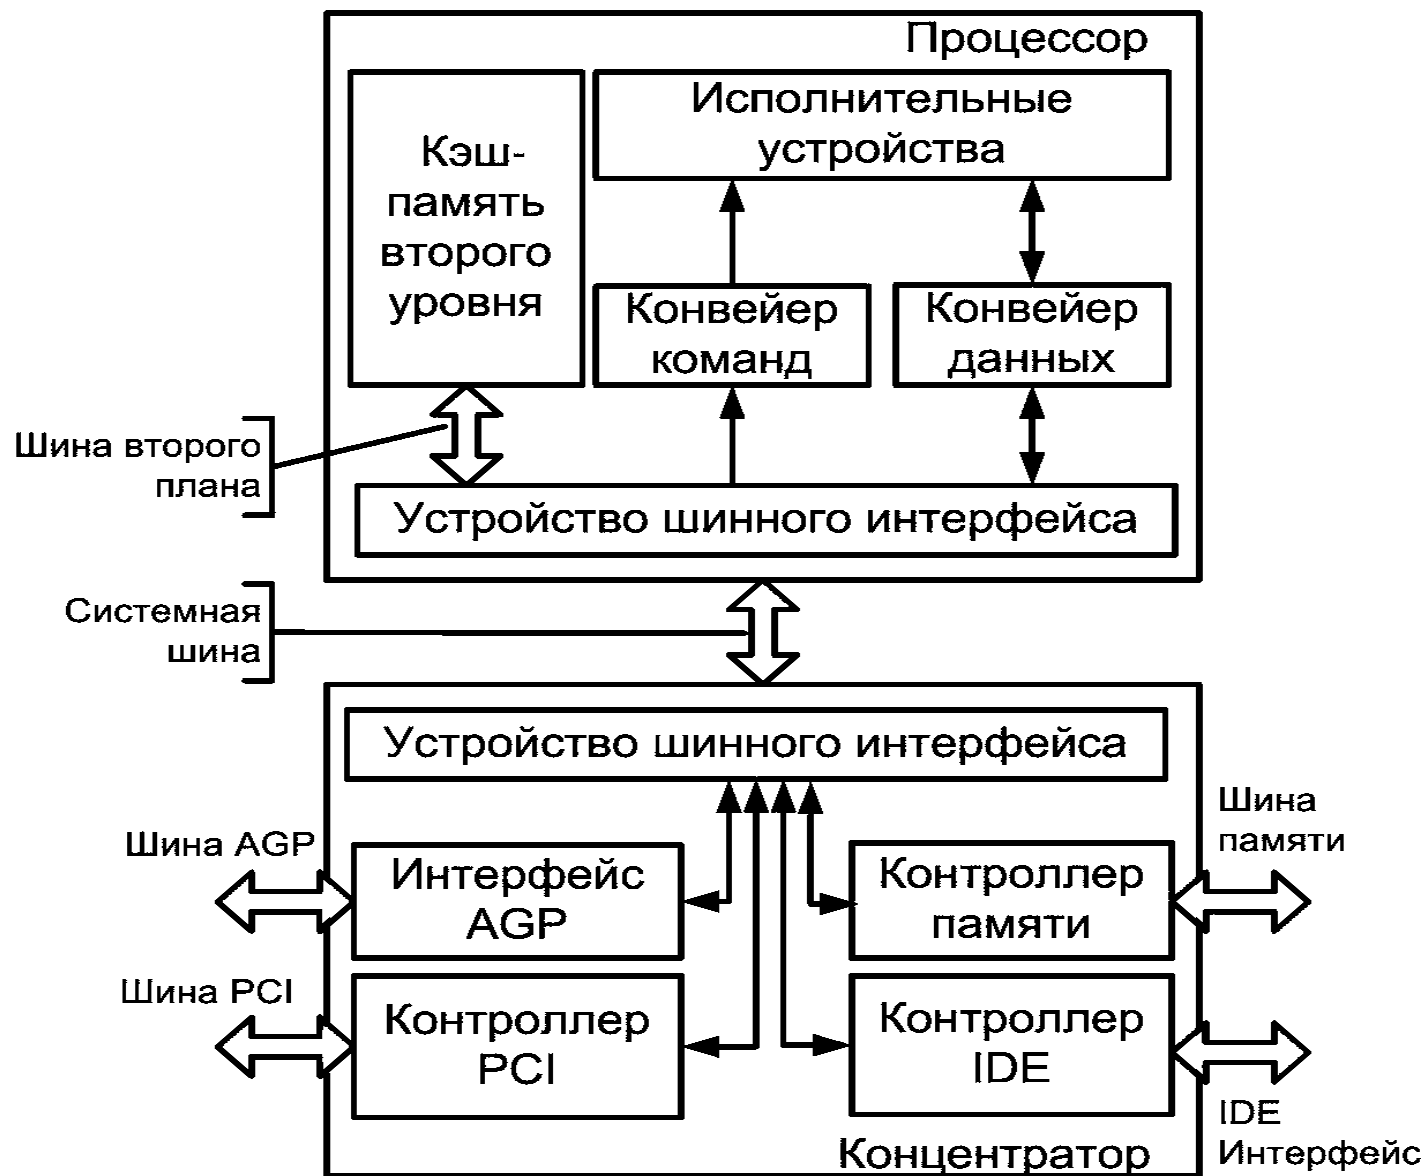 Процессор
Исполнительные
устройства
Кэш-
память
второго
уровня
Конвейер
команд
Конвейер
данных
Шина второго
плана
Устройство шинного интерфейса
Системная
шина
Устройство шинного интерфейса
Шина AGP
Интерфейс
AGP
Контроллер
памяти
Шина
памяти
Шина PCI
Контроллер
PCI
Контроллер
IDE
IDE
Интерфейс
Концентратор